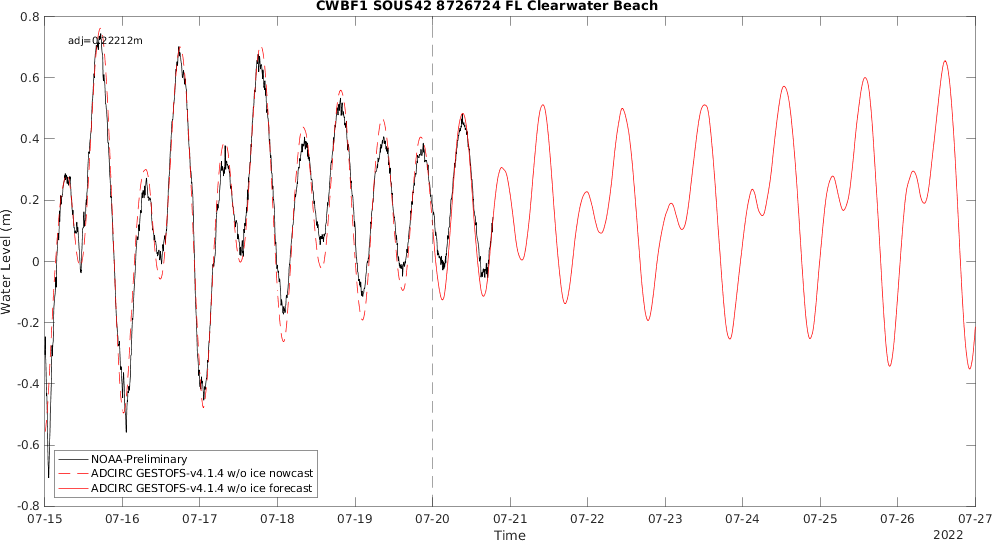 CWBF1 SOUS42 8726724 FL Clearwater Beach
adj=0.22212m
Water Level (m)
0.8
0.6
0.4
0.2
0
-0.2
-0.4
-0.6
-0.8
NOAA-Preliminary
ADCIRC GESTOFS-v4.1.4 w/o ice nowcast
ADCIRC GESTOFS-v4.1.4 w/o ice forecast
07-15 07-16 07-17 07-18 07-19 07-20 07-21 07-22 07-23 07-24 07-25 07-26 07-27
Time
2022